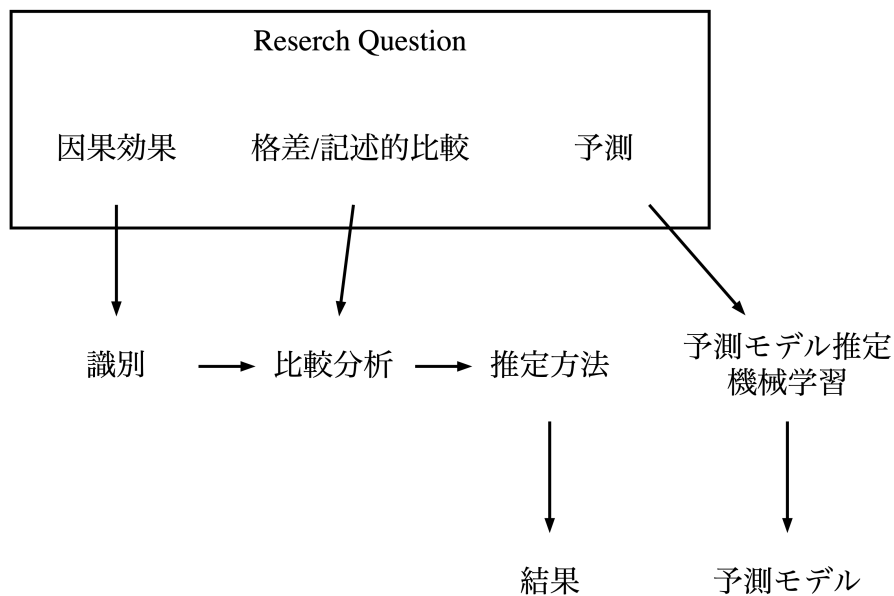 Reserch Question
因果効果
格差/記述的比較
予測
識別
比較分析
推定方法
予測モデル推定
機械学習
結果
予測モデル